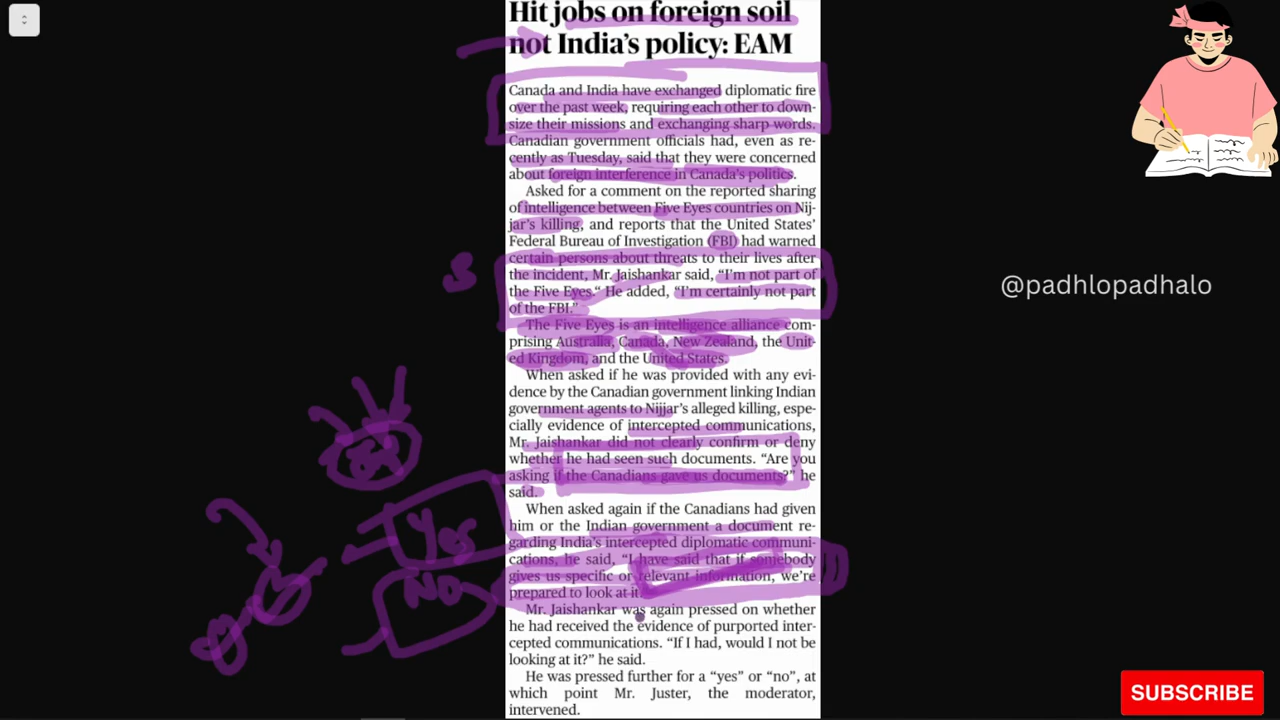 Hit jobs on foreign soil
not India's policy: EAM
Canada and India have exchanged diplomatic fire
over the past week, requiring each other to down-
size their missions and exchanging sharp words.
Canadian government officials had, even as re-
cently as Tuesday, said that they were concerned
about foreign interference in Canada's politics.
Asked for a comment on the reported sharing
of intelligence between Five Eyes countries on Nij-
jar's killing, and reports that the United States'
Federal Bureau of Investigation (FBI) had warned
certain persons about threats to their lives after
the incident, Mr. Jaishankar said, “I'm not part of
the Five Eyes.“ He added, “I'm certainly not part
of the FBI.”
The Five Eyes is an intelligence alliance com-
prising Australia, Canada, New Zealand, the Unit-
ed Kingdom, and the United States.
When asked if he was provided with any evi-
dence by the Canadian government linking Indian
government agents to Nijjar's alleged killing, espe-
cially evidence of intercepted communications,
Mr. Jaishankar did not clearly confirm or deny
whether he had seen such documents. “Are you
asking if the Canadians gave us documents?” he
said.
When asked again if the Canadians had given
him or the Indian government a document re-
garding India's intercepted diplomatic communi-
cations, he said, “I have said that if somebody
gives us specific or relevant information, we're
prepared to look at it.
Mr. Jaishankar was again pressed on whether
he had received the evidence of purported inter-
cepted communications. “If I had, would I not be
looking at it?” he said.
He was pressed further for a “yes” or “no”, at
which point Mr. Juster, the moderator,
intervened.
Yes
No
@padhlopadhalo
SUBSCRIBE